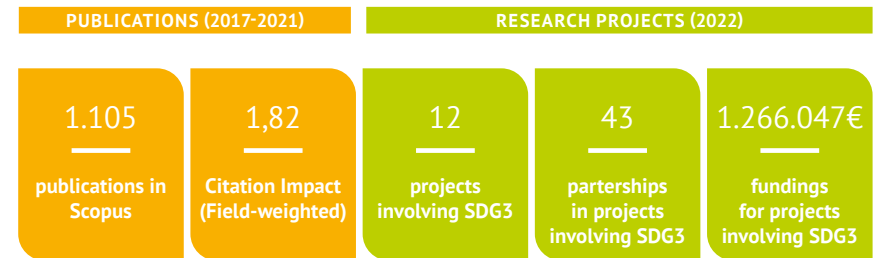 PUBLICATIONS (2017-2021)
RESEARCH PROJECTS (2022)
1.105
publications in
Scopus
1,82
Citation Impact
(Field-weighted)
12
projects
involving SDG3
43
parterships
in projects
involving SDG3
1.266.047€
fundings
for projects
involving SDG3